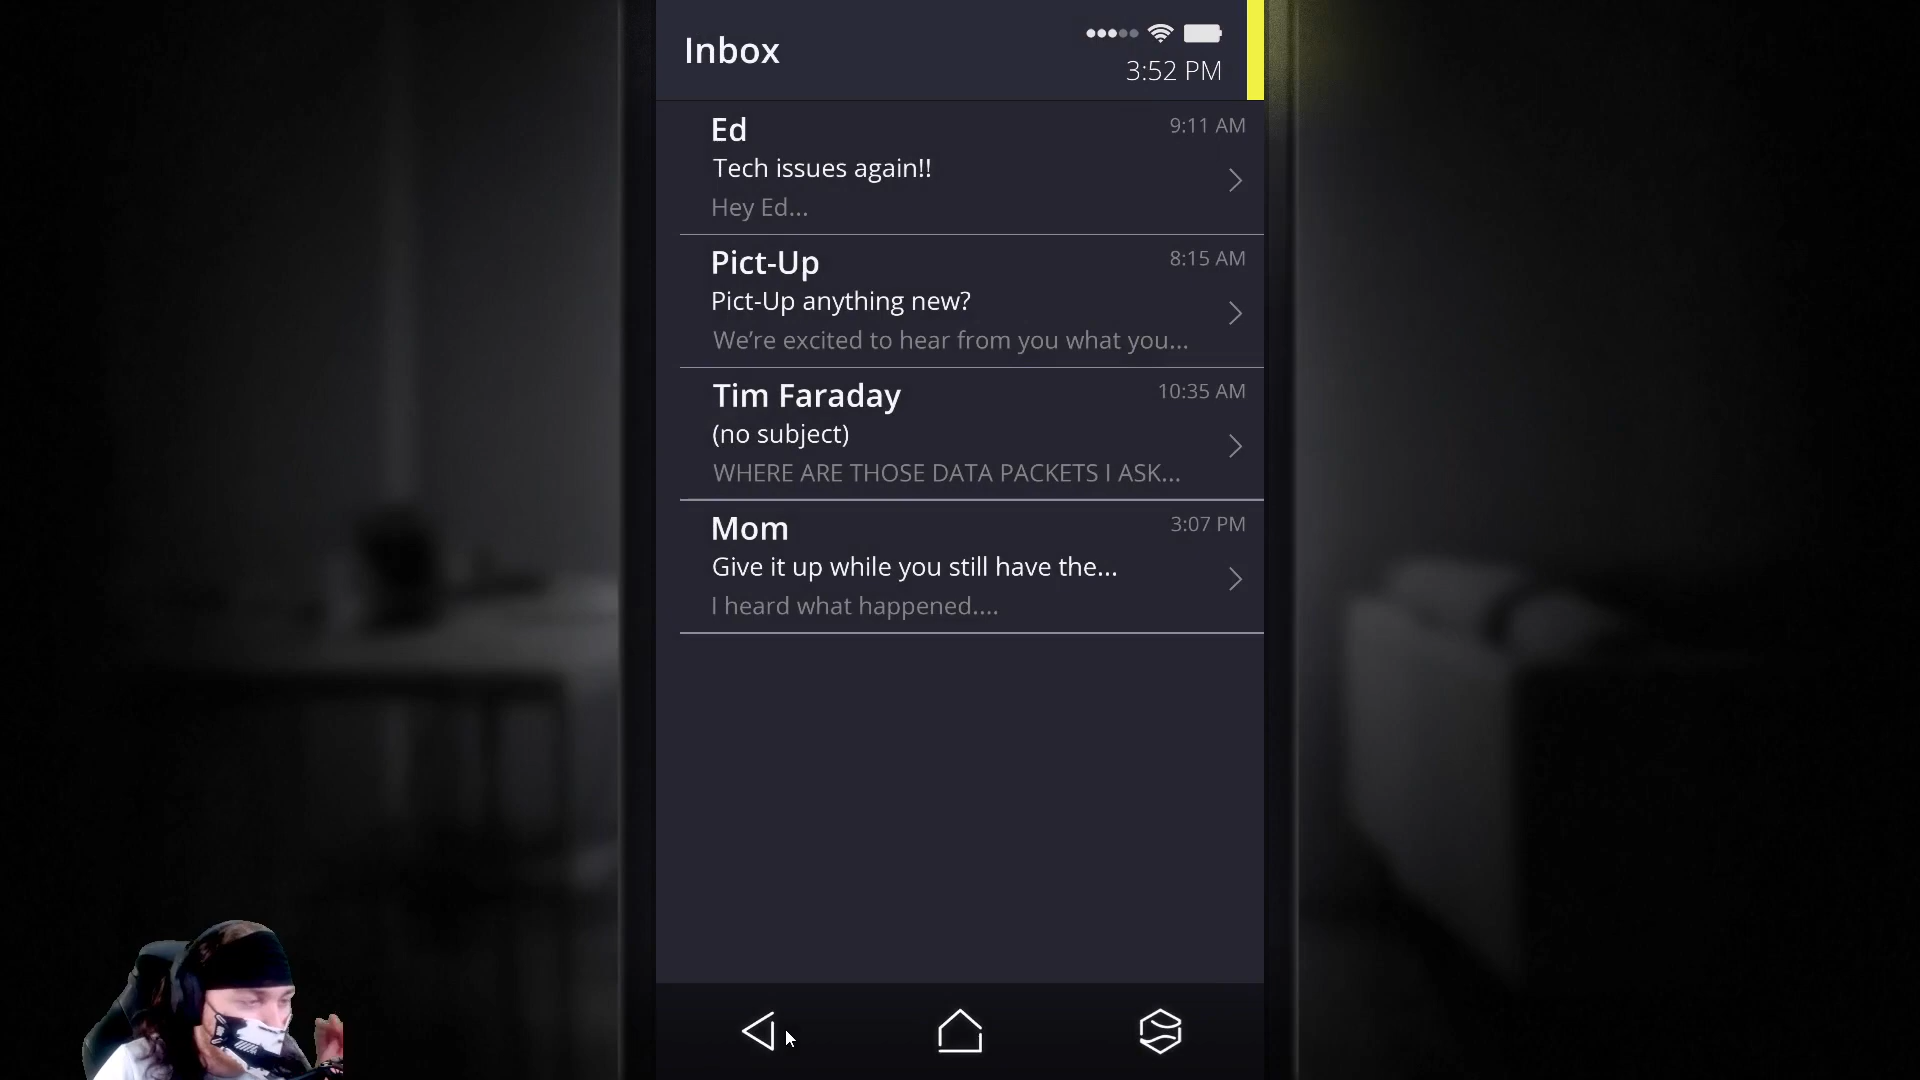 Inbox
3:52 PM
Ed
9:11 AM
Tech issues again!!
Hey Ed...
Pict-Up
8:15 AM
Pict-Up anything new?
We’re excited to hear from you what you...
Tim Faraday
10:35 AM
(no subject)
WHERE ARE THOSE DATA PACKETS I ASK...
Mom
3:07 PM
Give it up while you still have the...
I heard what happened....